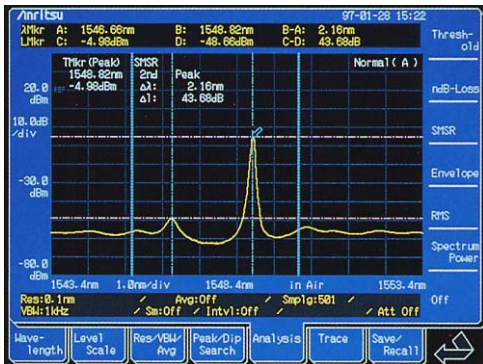 Anritsu 97-01-28 15:22
λMkr A: 1546.66nm B: 1548.82nm B-A: 2.16nm
LMkr C: -4.98dBm D: -48.66dBm C-D: 43.68dB
Thresh-
old
TMkr(Peak) SMSR Normal(A)
1548.82nm 2nd Peak
20.0 REF -4.98dBm Δλ: 2.16nm
dBm Δl: 43.68dB
ndB-Loss
10.0dB
/div
SMSR
Envelope
-30.0
dBm
RMS
Spectrum
Power
-80.0
dBm
1543.4nm 1.0nm/div 1548.4nm in Air 1553.4nm
Res:0.1nm / Avg:Off / Smplg:501 /
VBW:1kHz / Sm:Off / Intvl:Off / / Att Off
Off
Wave-
length
Level
Scale
Res/VBW/
Avg
Peak/Dip
Search
Analysis
Trace
Save/
Recall